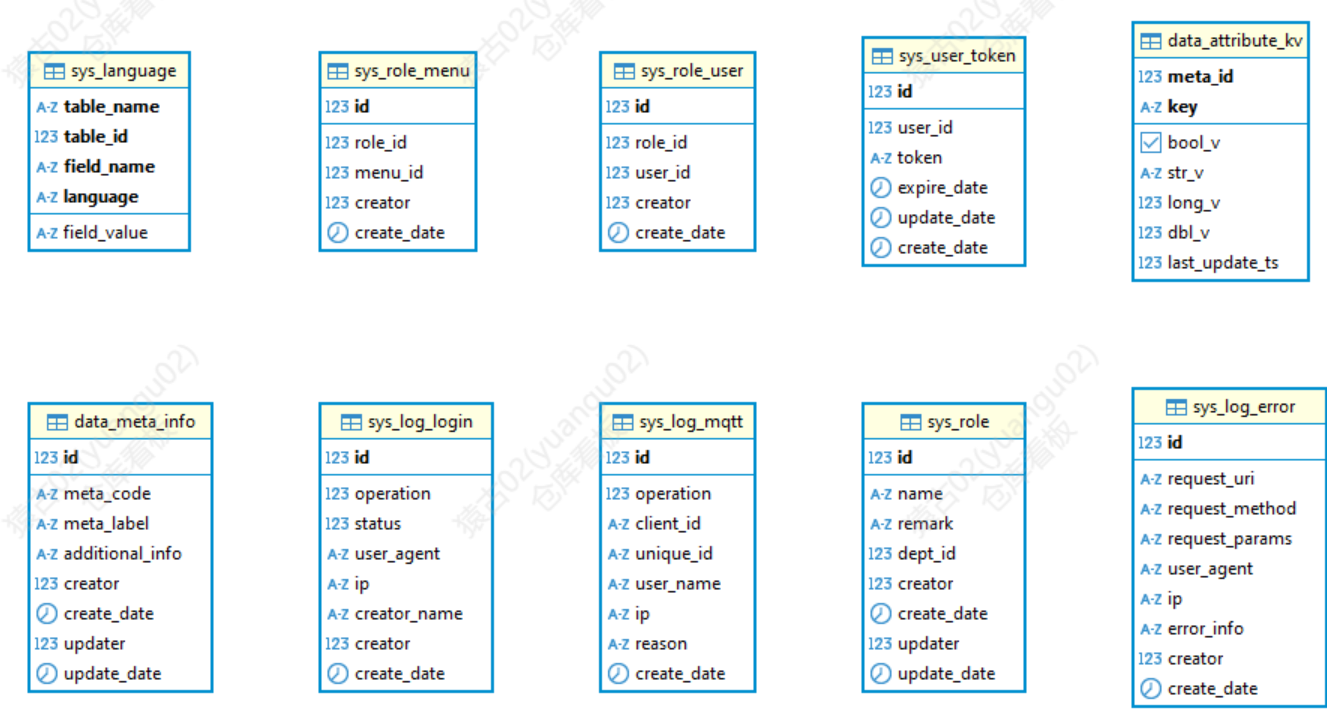 sys_language
A-Z table_name
123 table_id
A-Z field_name
A-Z language
A-Z field_value
sys_role_menu
123 id
123 role_id
123 menu_id
123 creator
create_date
sys_role_user
123 id
123 role_id
123 user_id
123 creator
create_date
sys_user_token
123 id
123 user_id
A-Z token
expire_date
update_date
create_date
data_attribute_kv
123 meta_id
A-Z key
bool_v
A-Z str_v
123 long_v
123 dbl_v
123 last_update_ts
data_meta_info
123 id
A-Z meta_code
A-Z meta_label
A-Z additional_info
123 creator
create_date
123 updater
update_date
sys_log_login
123 id
123 operation
123 status
A-Z user_agent
A-Z ip
A-Z creator_name
123 creator
create_date
sys_log_mqtt
123 id
123 operation
A-Z client_id
A-Z unique_id
A-Z user_name
A-Z ip
A-Z reason
create_date
sys_role
123 id
A-Z name
A-Z remark
123 dept_id
123 creator
create_date
123 updater
update_date
sys_log_error
123 id
A-Z request_uri
A-Z request_method
A-Z request_params
A-Z user_agent
A-Z ip
A-Z error_info
123 creator
create_date
猿古02(yuangu02)
仓库看板